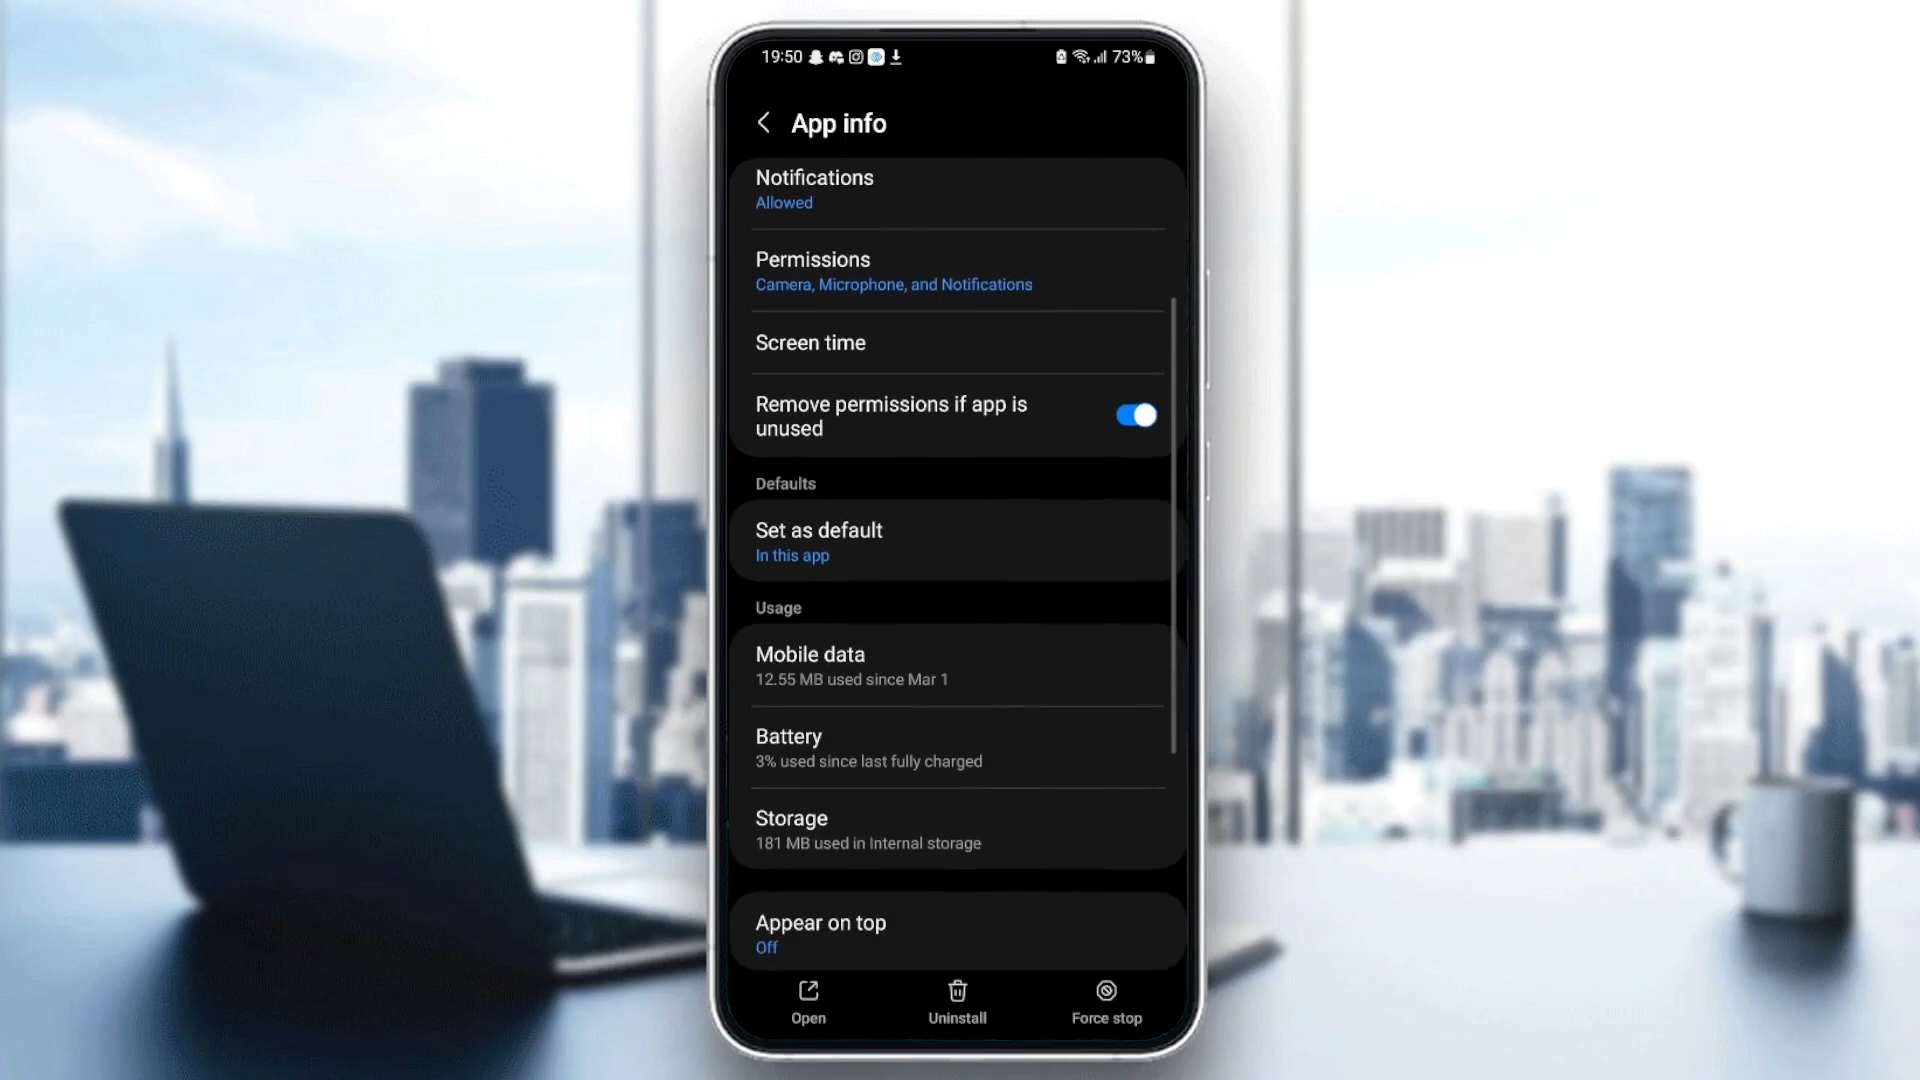 19:50 73%
App info
Notifications
Allowed
Permissions
Camera, Microphone, and Notifications
Screen time
Remove permissions if app is
unused
Defaults
Set as default
In this app
Usage
Mobile data
12.55 MB used since Mar 1
Battery
3% used since last fully charged
Storage
181 MB used in Internal storage
Appear on top
Off
Open Uninstall Force stop